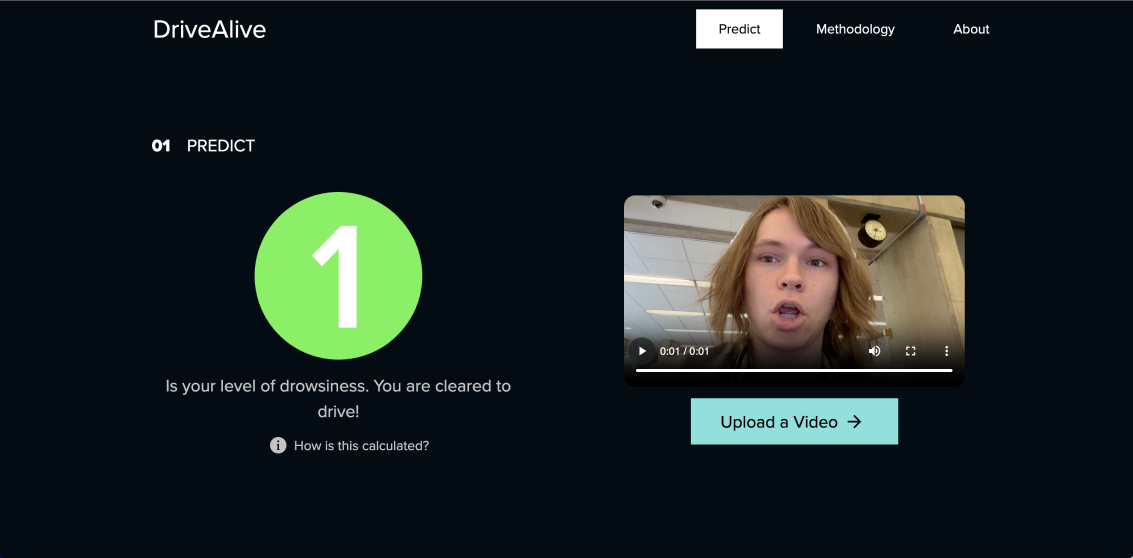 DriveAlive
Predict Methodology About
01 PREDICT
1
Is your level of drowsiness. You are cleared to
drive!
i How is this calculated?
0:01 / 0:01
Upload a Video →